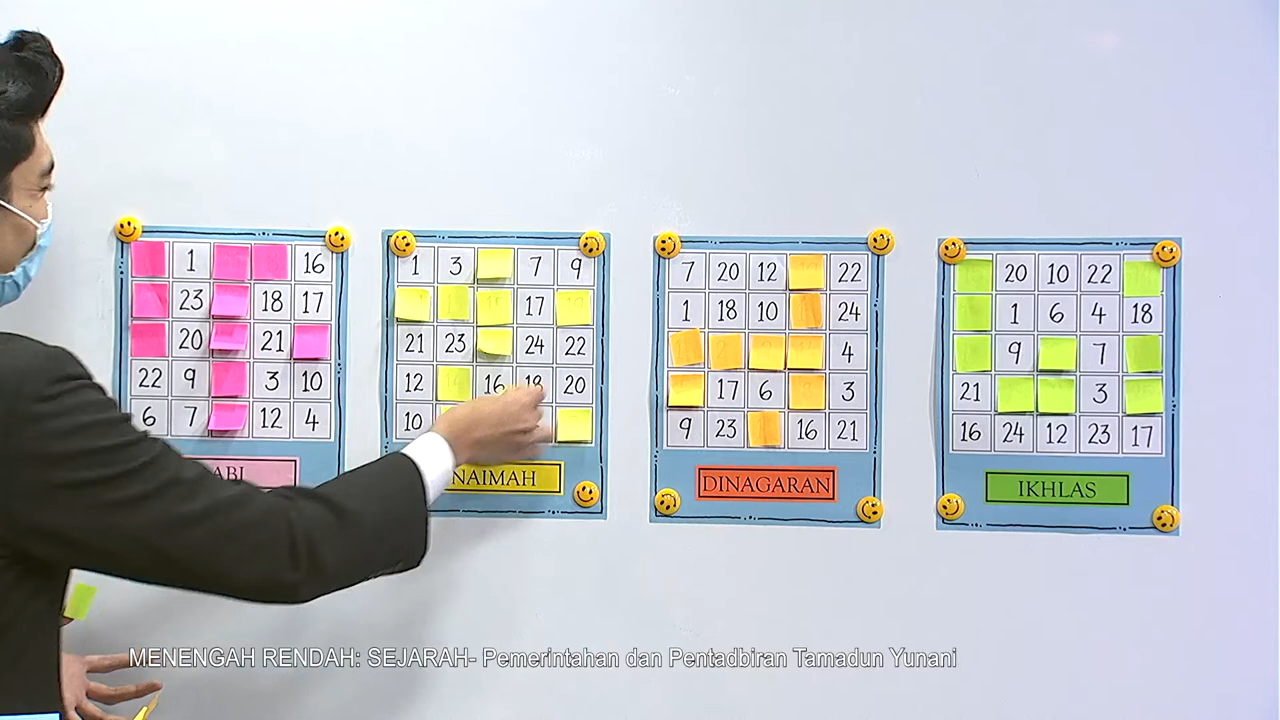 1 16
23 18 17
20 21
22 9 3 10
6 7 12 4
1 3 7 9
17
21 23 24 22
12 16 18 20
10
NAIMAH
7 20 12 22
1 18 10 24
4
17 6 3
9 23 16 21
DINAGARAN
20 10 22
1 6 4 18
9 7
21 3
16 24 12 23 17
IKHLAS
MENENGAH RENDAH: SEJARAH- Pemerintahan dan Pentadbiran Tamadun Yunani